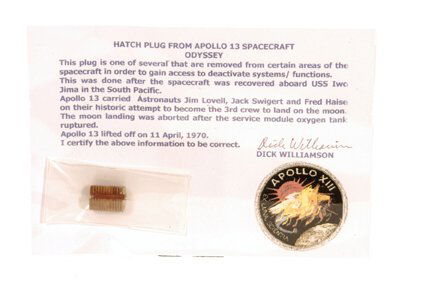 HATCH PLUG FROM APOLLO 13 SPACECRAFT
ODYSSEY
This plug is one of several that are removed from certain areas of the
spacecraft in order to gain access to deactivate systems/ functions.
This was done after the spacecraft was recovered aboard USS Iwo
Jima in the South Pacific.
Apollo 13 carried Astronauts Jim Lovell, Jack Swigert and Fred Haise
on their historic attempt to become the 3rd crew to land on the moon.
The moon landing was aborted after the service module oxygen tank
ruptured.
Apollo 13 lifted off on 11 April, 1970.
I certify the above information to be correct.
Dick Williamson
DICK WILLIAMSON
APOLLO XIII
EX LUNA, SCIENTIA